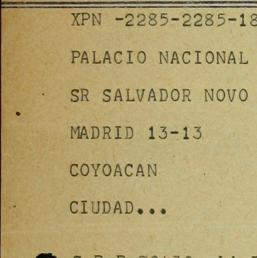 XPN -2285-2285-18
PALACIO NACIONAL
SR SALVADOR NOVO
MADRID 13-13
COYOACAN
CIUDAD...